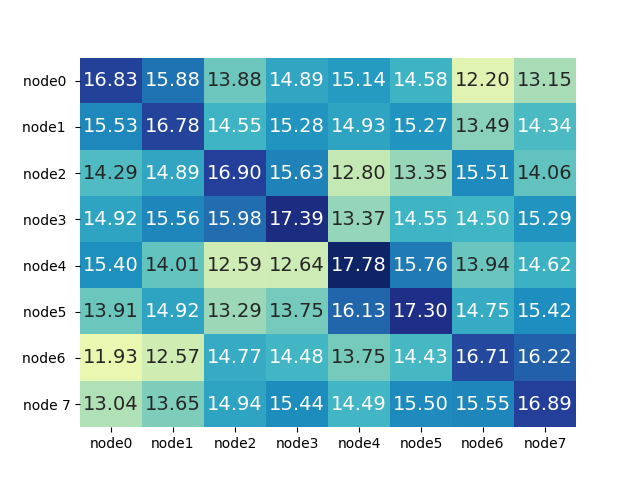 node0 16.83 15.88 13.88 14.89 15.14 14.58 12.20 13.15
node1 15.53 16.78 14.55 15.28 14.93 15.27 13.49 14.34
node2 14.29 14.89 16.90 15.63 12.80 13.35 15.51 14.06
node3 14.92 15.56 15.98 17.39 13.37 14.55 14.50 15.29
node4 15.40 14.01 12.59 12.64 17.78 15.76 13.94 14.62
node5 13.91 14.92 13.29 13.75 16.13 17.30 14.75 15.42
node6 11.93 12.57 14.77 14.48 13.75 14.43 16.71 16.22
node 7 13.04 13.65 14.94 15.44 14.49 15.50 15.55 16.89
node0 node1 node2 node3 node4 node5 node6 node7